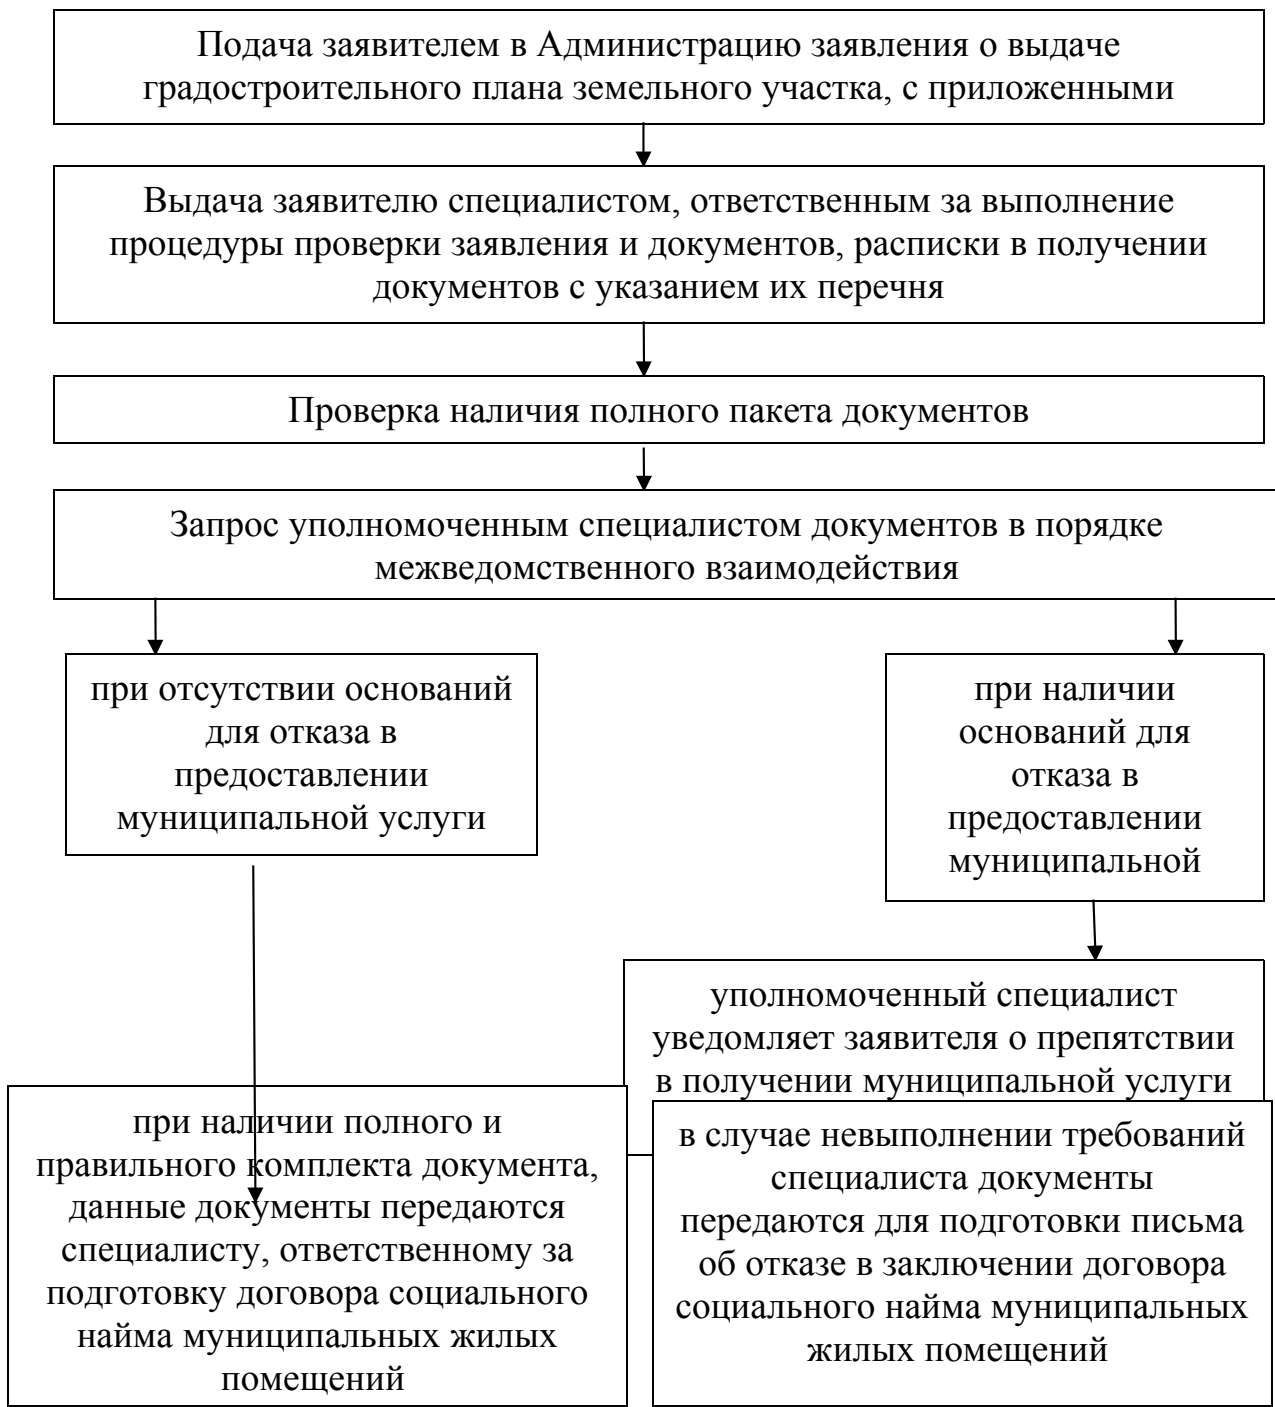 Подача заявителем в Администрацию заявления о выдаче
градостроительного плана земельного участка, с приложенными
Выдача заявителю специалистом, ответственным за выполнение
процедуры проверки заявления и документов, расписки в получении
документов с указанием их перечня
Проверка наличия полного пакета документов
Запрос уполномоченным специалистом документов в порядке
межведомственного взаимодействия
при отсутствии оснований
для отказа в
предоставлении
муниципальной услуги
при наличии
оснований для
отказа в
предоставлении
муниципальной
уполномоченный специалист
уведомляет заявителя о препятствии
в получении муниципальной услуги
при наличии полного и
правильного комплекта документа,
данные документы передаются
специалисту, ответственному за
подготовку договора социального
найма муниципальных жилых
помещений
в случае невыполнении требований
специалиста документы
передаются для подготовки письма
об отказе в заключении договора
социального найма муниципальных
жилых помещений